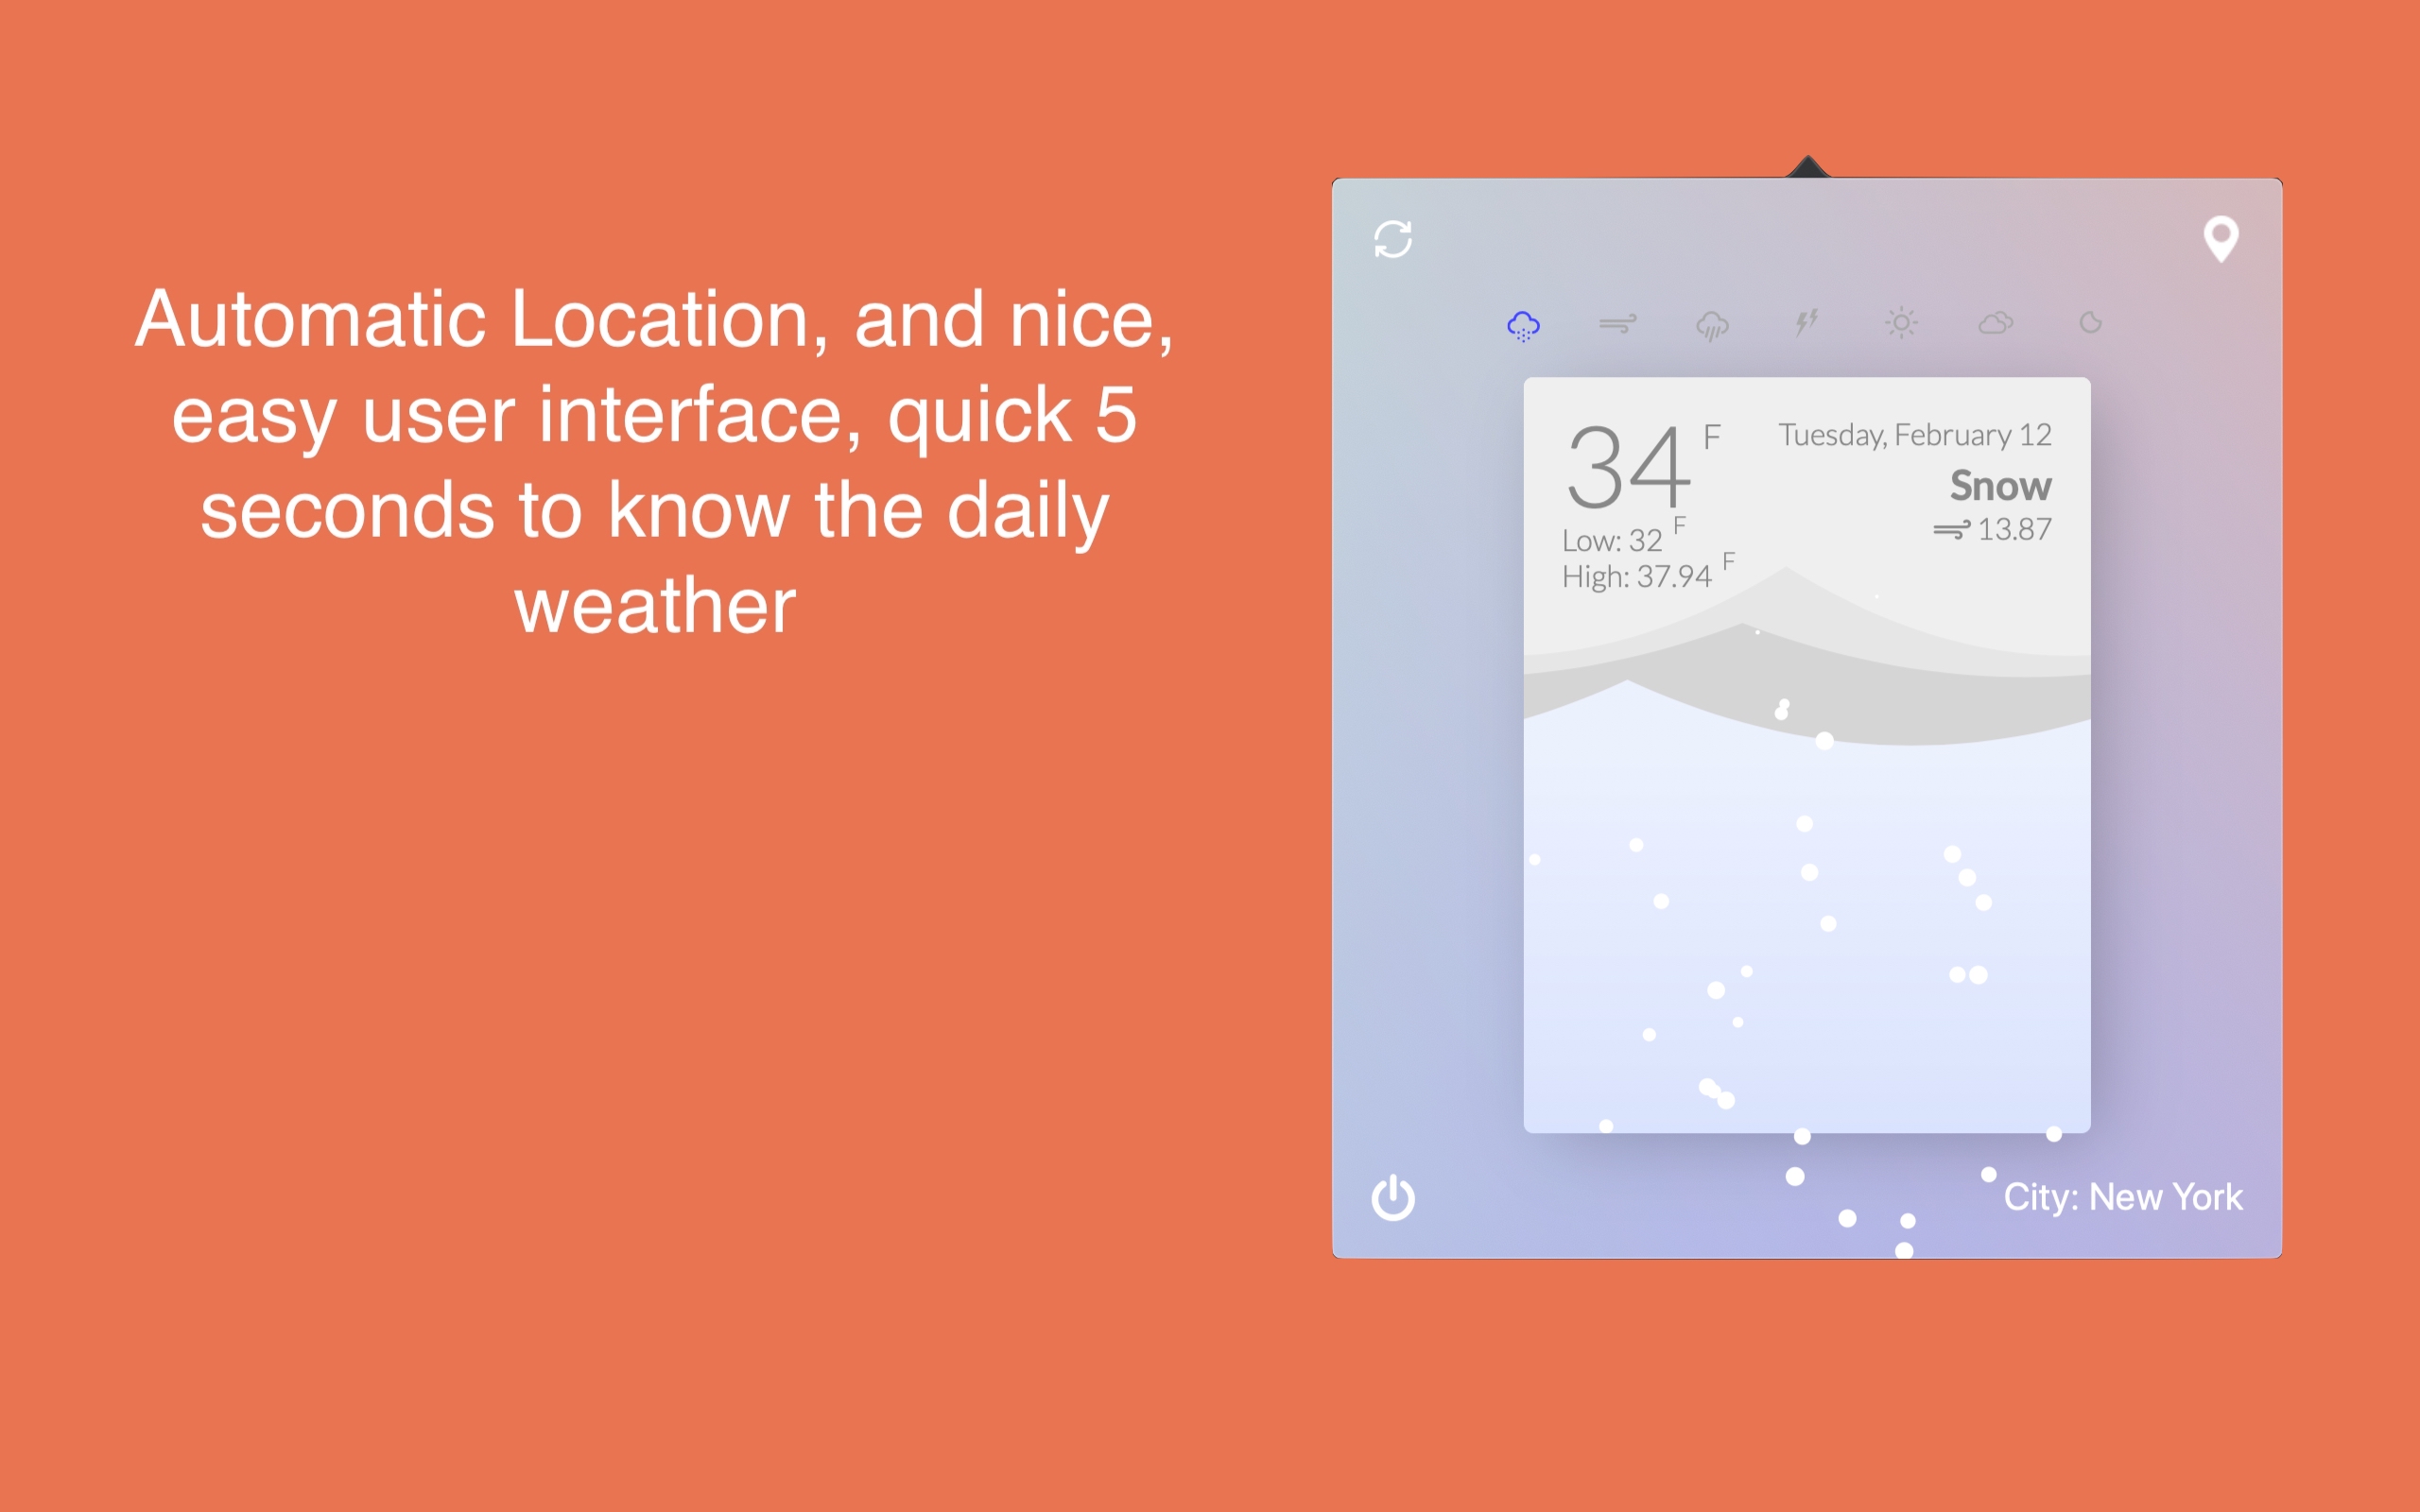 Automatic Location, and nice,
easy user interface, quick 5
seconds to know the daily
weather
34 F
Tuesday, February 12
Snow
13.87
Low: 32 F
High: 37.94 F
City: New York